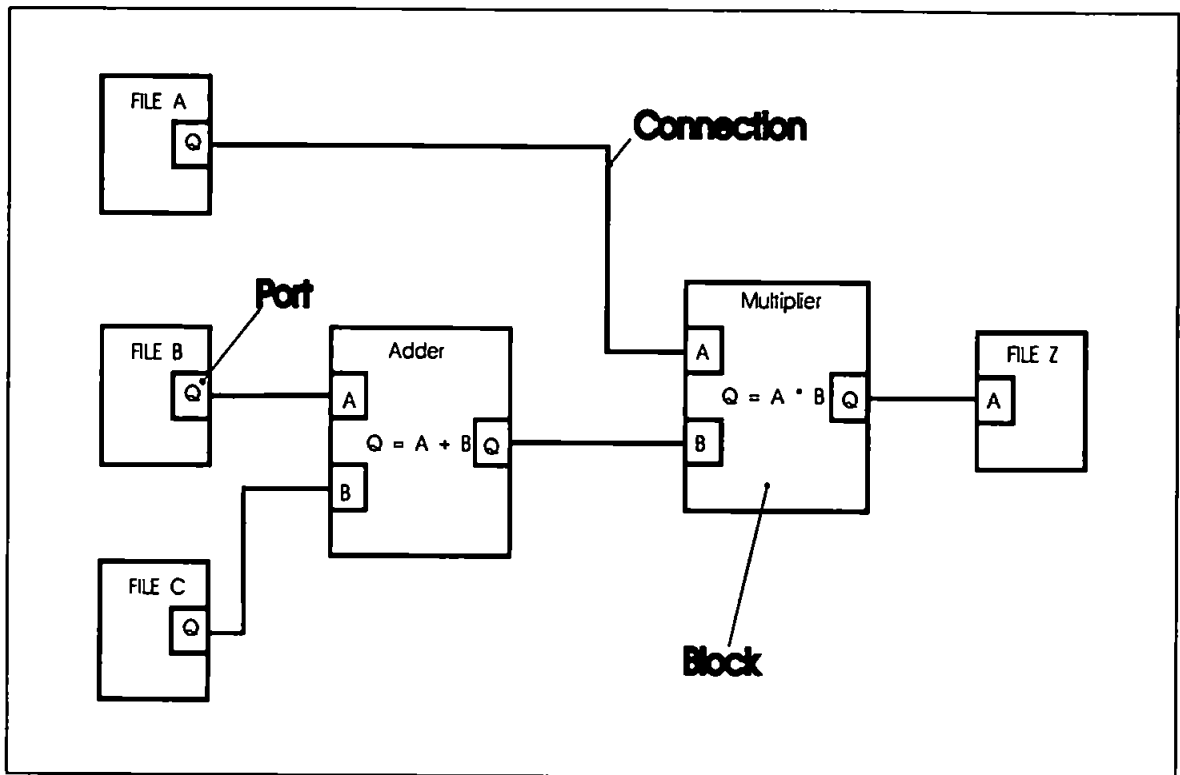 FILE A
Q
Connection
Port
FILE B
Q
Adder
A
Q = A + B
Q
B
Multiplier
A
Q = A * B
Q
B
FILE Z
A
FILE C
Q
Block